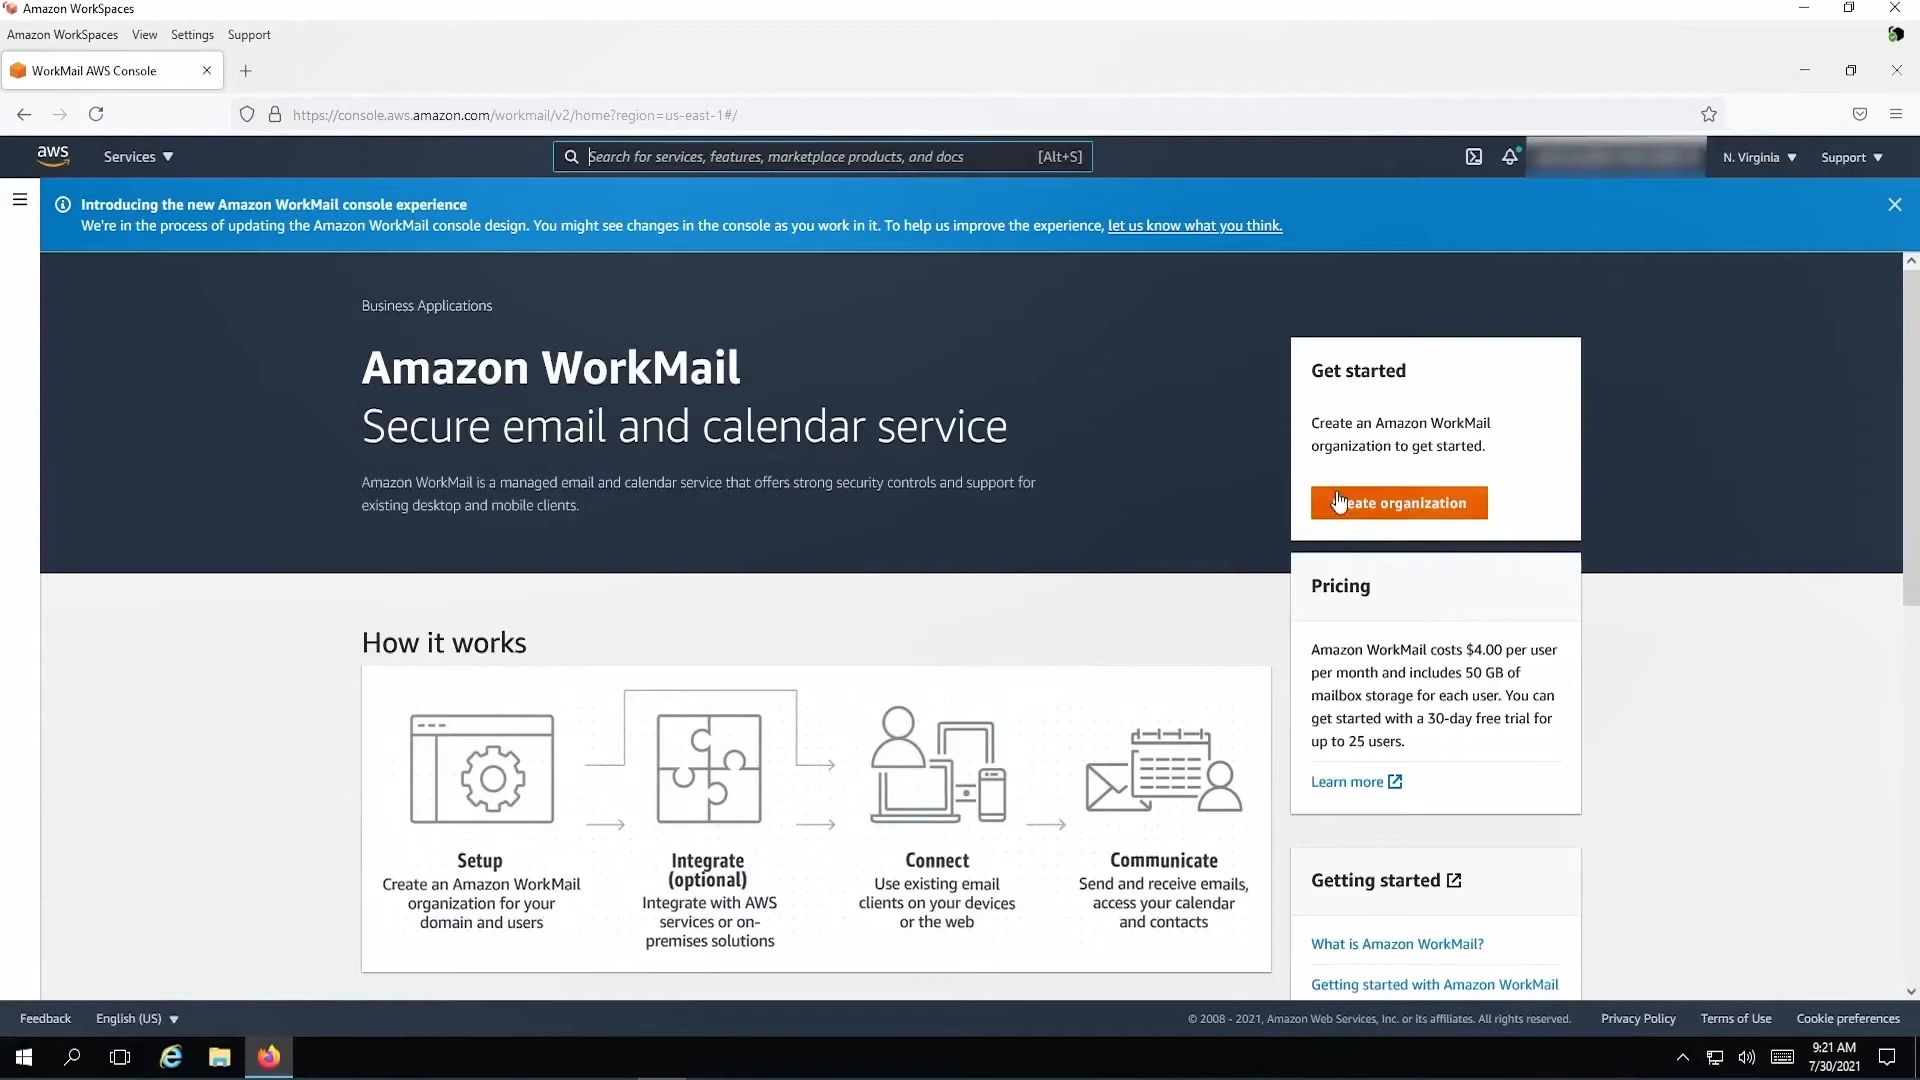 Amazon WorkSpaces
Amazon WorkSpaces View Settings Support
WorkMail AWS Console
https://console.aws.amazon.com/workmail/v2/home?region=us-east-1#/
aws Services Search for services, features, marketplace products, and docs [Alt+S] N. Virginia Support
Introducing the new Amazon WorkMail console experience
We're in the process of updating the Amazon WorkMail console design. You might see changes in the console as you work in it. To help us improve the experience, let us know what you think.
Business Applications
Amazon WorkMail
Secure email and calendar service
Amazon WorkMail is a managed email and calendar service that offers strong security controls and support for
existing desktop and mobile clients.
Get started
Create an Amazon WorkMail
organization to get started.
Create organization
Pricing
Amazon WorkMail costs $4.00 per user
per month and includes 50 GB of
mailbox storage for each user. You can
get started with a 30-day free trial for
up to 25 users.
Learn more
How it works
Setup
Create an Amazon WorkMail
organization for your
domain and users
Integrate
(optional)
Integrate with AWS
services or on-
premises solutions
Connect
Use existing email
clients on your devices
or the web
Communicate
Send and receive emails,
access your calendar
and contacts
Getting started
What is Amazon WorkMail?
Getting started with Amazon WorkMail
Feedback English (US) © 2008 - 2021, Amazon Web Services, Inc. or its affiliates. All rights reserved. Privacy Policy Terms of Use Cookie preferences
9:21 AM
7/30/2021